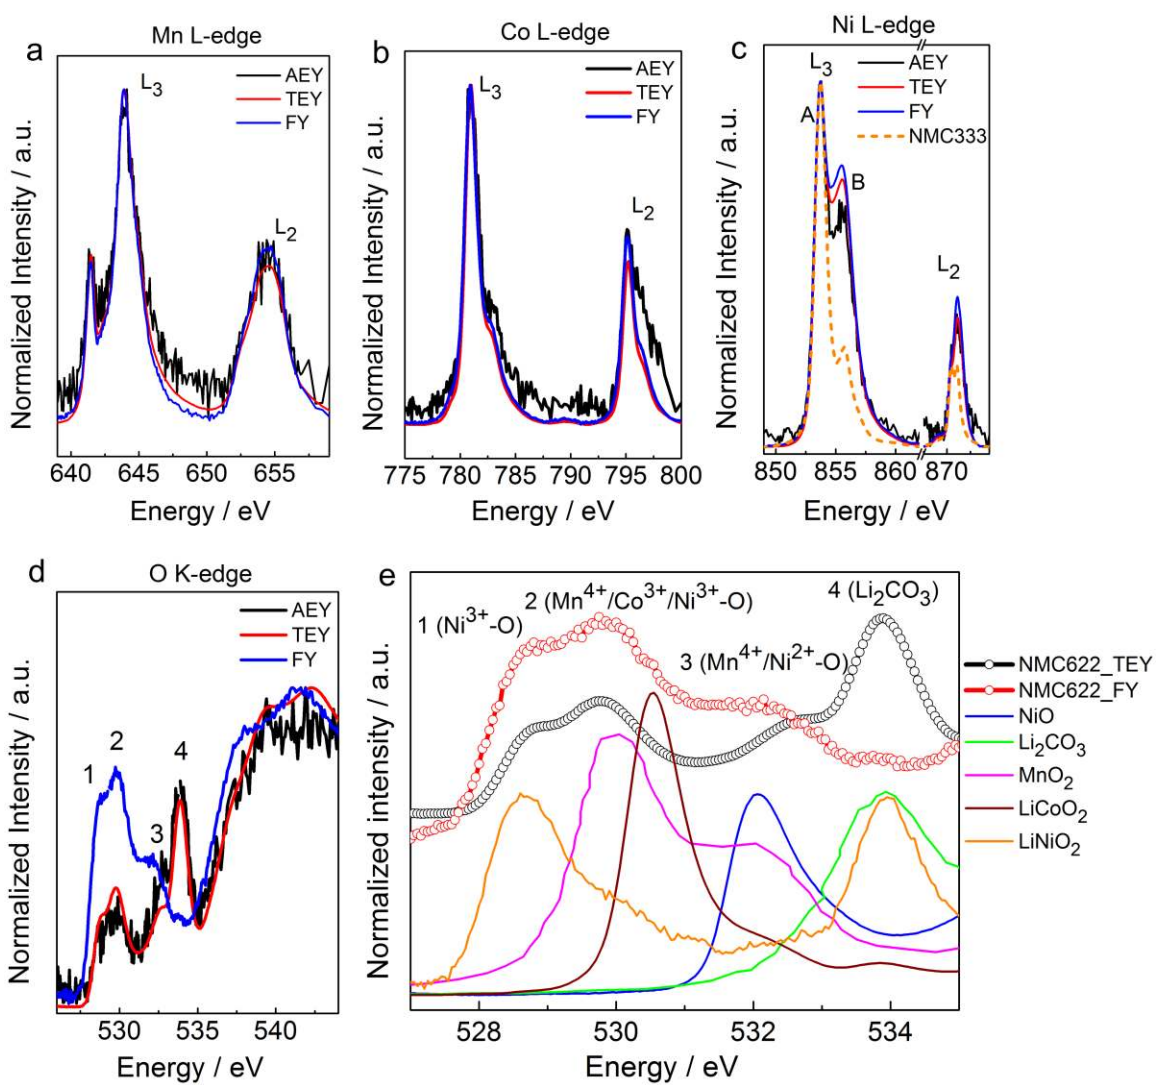 a
Mn L-edge
L3
AEY
TEY
FY
L2
Normalized Intensity / a.u.
640 645 650 655
Energy / eV
b
Co L-edge
L3
AEY
TEY
FY
L2
Normalized Intensity / a.u.
775 780 785 790 795 800
Energy / eV
c
Ni L-edge
L3
AEY
TEY
FY
NMC333
A
B
L2
Normalized Intensity / a.u.
850 855 860 870
Energy / eV
d
O K-edge
AEY
TEY
FY
1
2
3
4
Normalized Intensity / a.u.
530 535 540
Energy / eV
e
1 (Ni3+-O)
2 (Mn4+/Co3+/Ni3+-O)
3 (Mn4+/Ni2+-O)
4 (Li2CO3)
NMC622_TEY
NMC622_FY
NiO
Li2CO3
MnO2
LiCoO2
LiNiO2
Normalized intensity / a.u.
528 530 532 534
Energy / eV